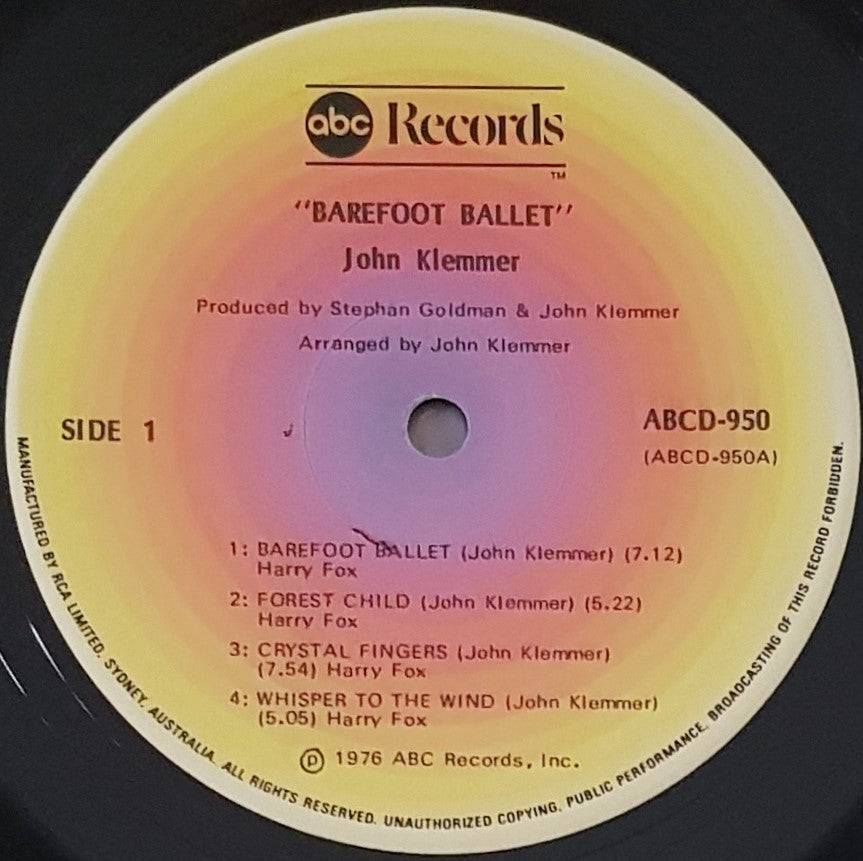 abc Records
TM
"BAREFOOT BALLET"
John Klemmer
Produced by Stephan Goldman & John Klemmer
Arranged by John Klemmer
SIDE 1
ABCD-950
(ABCD-950A)
1: BAREFOOT BALLET (John Klemmer) (7.12)
Harry Fox
2: FOREST CHILD (John Klemmer) (5.22)
Harry Fox
3: CRYSTAL FINGERS (John Klemmer)
(7.54) Harry Fox
4: WHISPER TO THE WIND (John Klemmer)
(5.05) Harry Fox
℗ 1976 ABC Records, Inc.
MANUFACTURED BY RCA LIMITED. SYDNEY. AUSTRALIA. ALL RIGHTS RESERVED. UNAUTHORIZED COPYING. PUBLIC PERFORMANCE. BROADCASTING OF THIS RECORD FORBIDDEN.